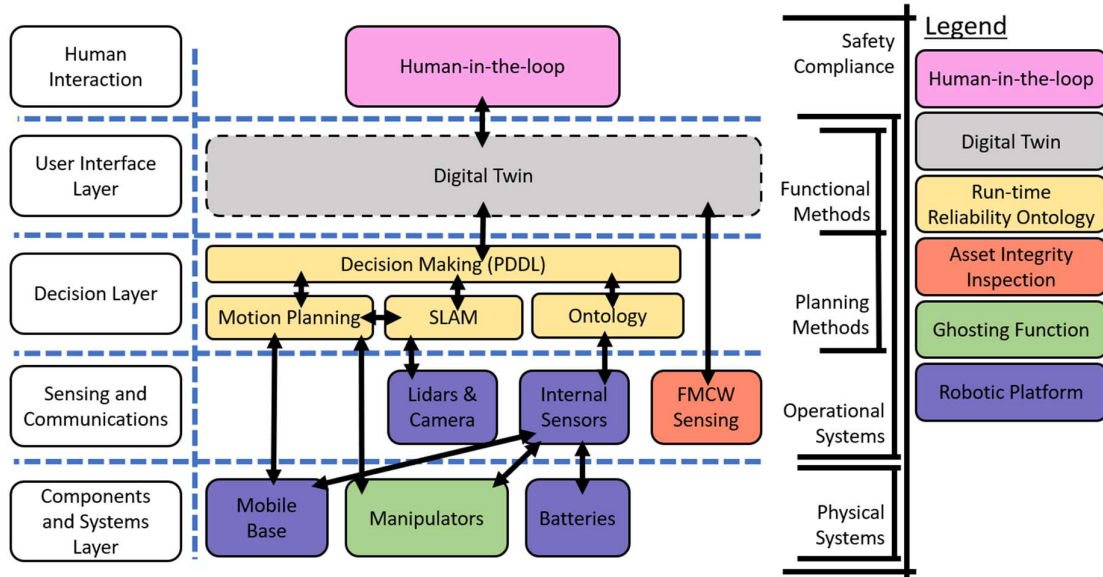 Human
Interaction
Human-in-the-loop
Safety
Compliance
User Interface
Layer
Digital Twin
Functional
Methods
Decision Layer
Decision Making (PDDL)
Motion Planning
SLAM
Ontology
Planning
Methods
Sensing and
Communications
Lidars &
Camera
Internal
Sensors
FMCW
Sensing
Operational
Systems
Components
and Systems
Layer
Mobile
Base
Manipulators
Batteries
Physical
Systems
Legend
Human-in-the-loop
Digital Twin
Run-time
Reliability Ontology
Asset Integrity
Inspection
Ghosting Function
Robotic Platform